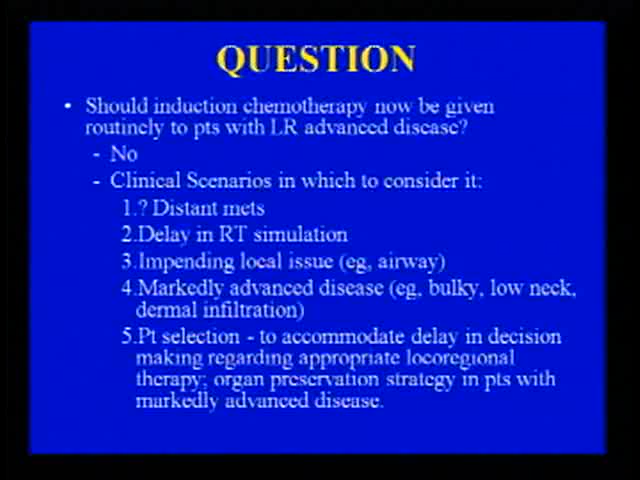 QUESTION
• Should induction chemotherapy now be given
routinely to pts with LR advanced disease?
- No
- Clinical Scenarios in which to consider it:
1.? Distant mets
2.Delay in RT simulation
3.Impending local issue (eg, airway)
4.Markedly advanced disease (eg, bulky, low neck,
dermal infiltration)
5.Pt selection - to accommodate delay in decision
making regarding appropriate locoregional
therapy; organ preservation strategy in pts with
markedly advanced disease.